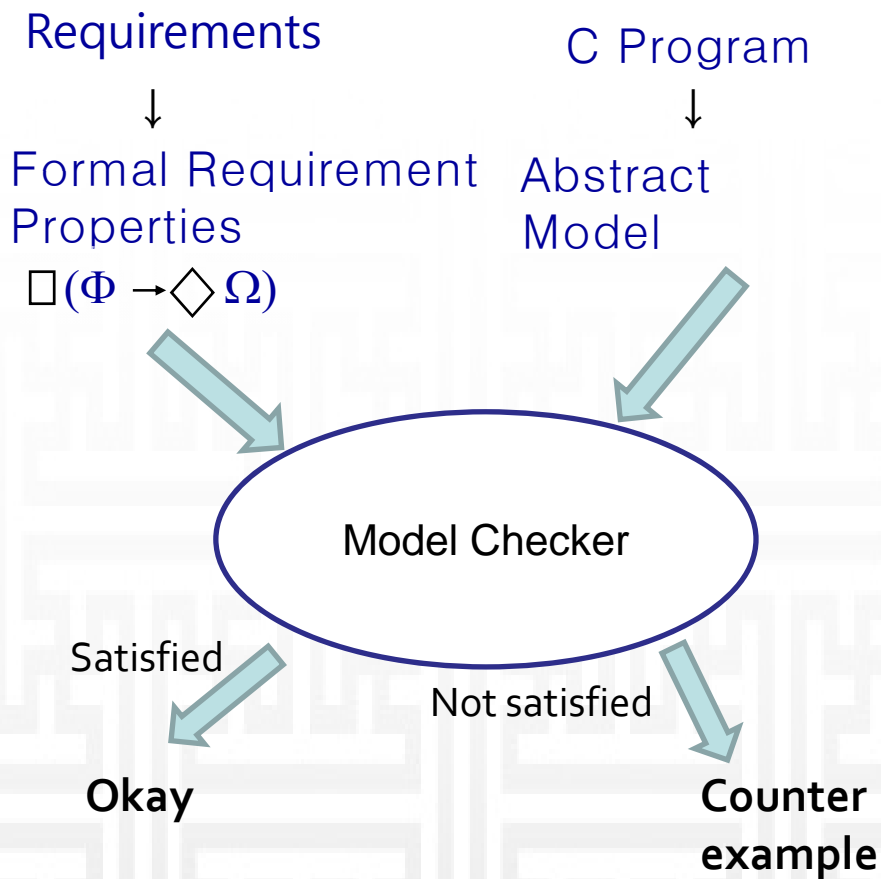 Requirements
↓
Formal Requirement
Properties
□(Φ →◇ Ω)
C Program
↓
Abstract
Model
Model Checker
Satisfied
Not satisfied
Okay
Counter
example